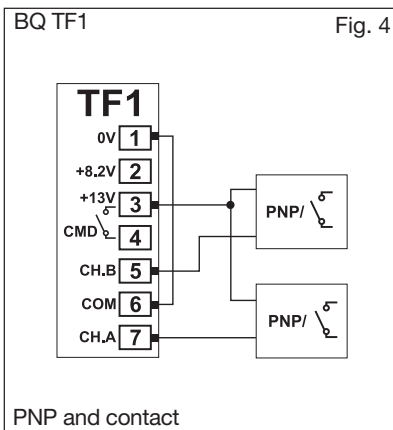 BQ TF1
Fig. 4
TF1
0V 1
+8.2V 2
+13V 3
CMD 4
CH.B 5
COM 6
CH.A 7
PNP/
PNP/
PNP and contact